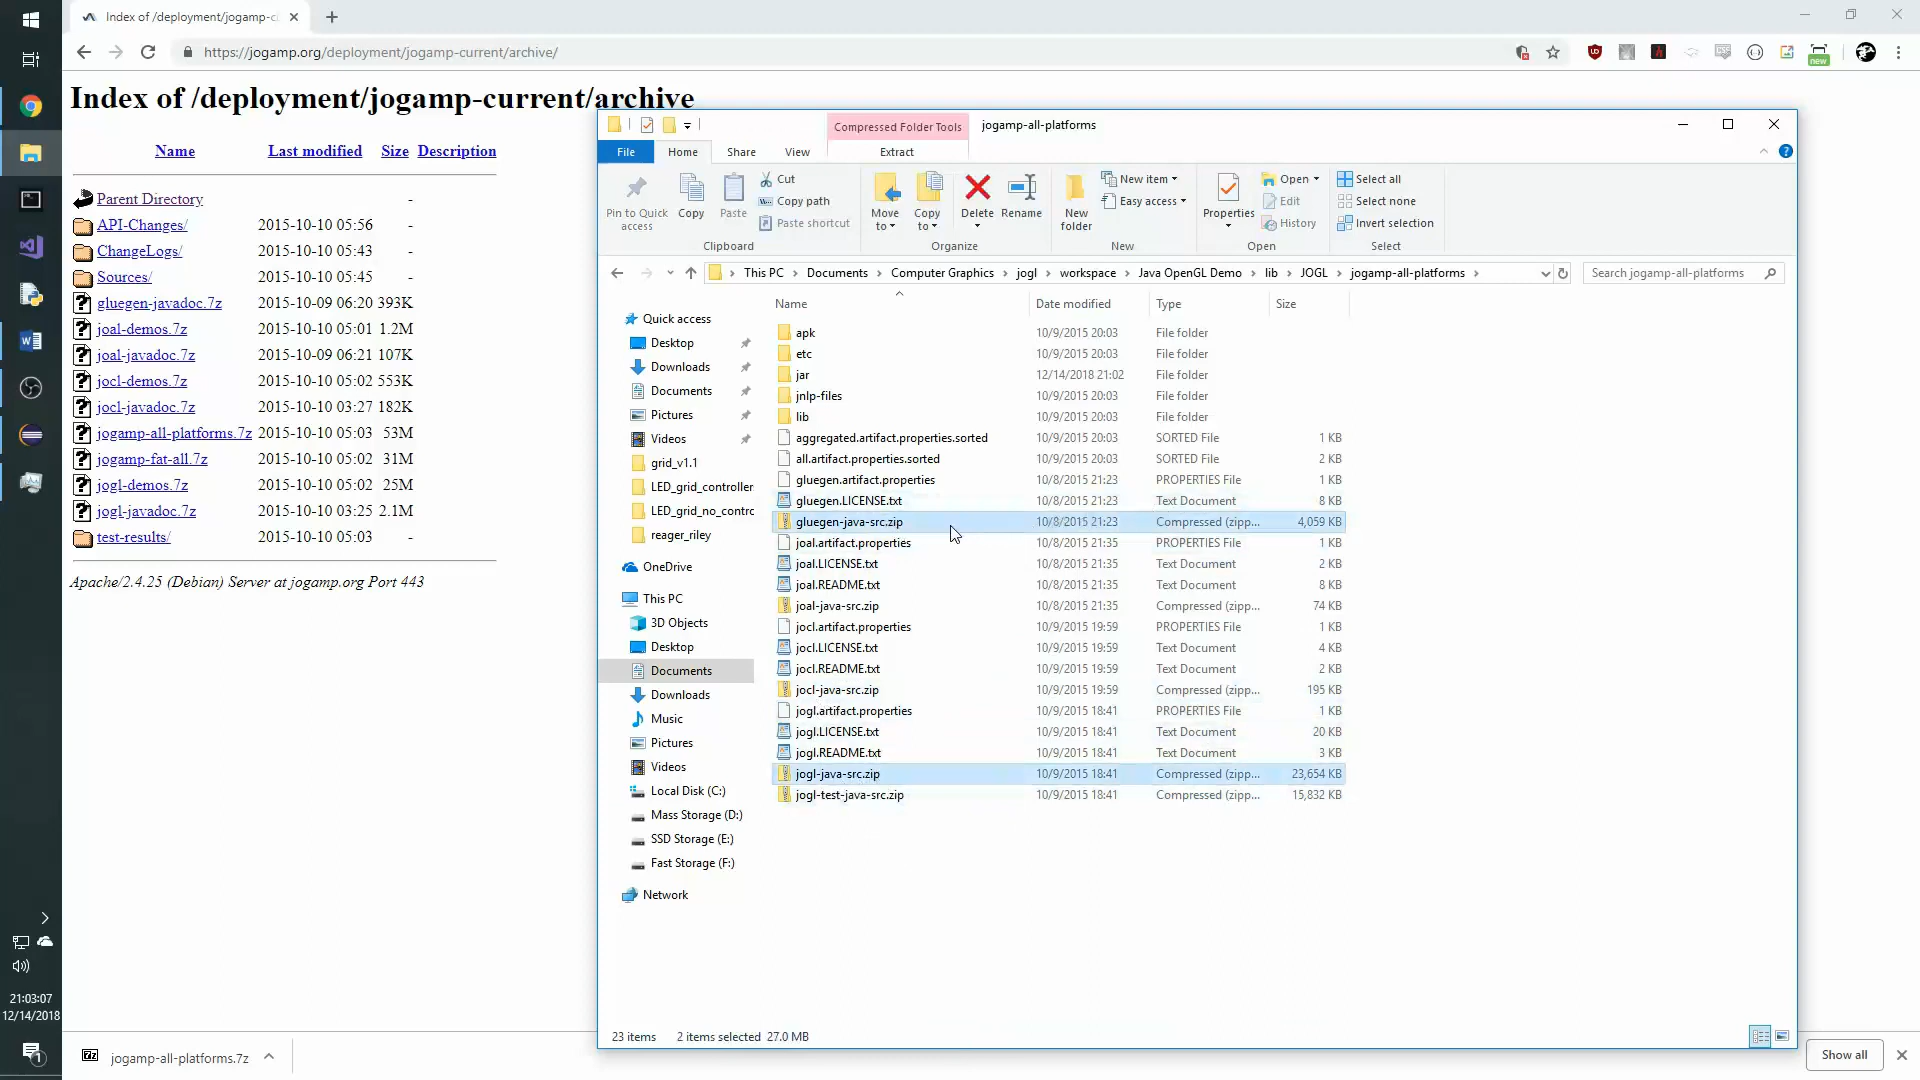 Index of /deployment/jogamp-c
https://jogamp.org/deployment/jogamp-current/archive/
new
Index of /deployment/jogamp-current/archive
Name Last modified Size Description
Parent Directory -
API-Changes/ 2015-10-10 05:56 -
ChangeLogs/ 2015-10-10 05:43 -
Sources/ 2015-10-10 05:45 -
gluegen-javadoc.7z 2015-10-09 06:20 393K
joal-demos.7z 2015-10-10 05:01 1.2M
joal-javadoc.7z 2015-10-09 06:21 107K
jocl-demos.7z 2015-10-10 05:02 553K
jocl-javadoc.7z 2015-10-10 03:27 182K
jogamp-all-platforms.7z 2015-10-10 05:03 53M
jogamp-fat-all.7z 2015-10-10 05:02 31M
jogl-demos.7z 2015-10-10 05:02 25M
jogl-javadoc.7z 2015-10-10 03:25 2.1M
test-results/ 2015-10-10 05:03 -
Apache/2.4.25 (Debian) Server at jogamp.org Port 443
Compressed Folder Tools jogamp-all-platforms
File Home Share View Extract
Pin to Quick access
Copy
Paste
Cut
Copy path
Paste shortcut
Clipboard
Move to
Copy to
Delete
Rename
Organize
New folder
New item
Easy access
New
Properties
Open
Edit
History
Open
Select all
Select none
Invert selection
Select
This PC Documents Computer Graphics jogl workspace Java OpenGL Demo lib JOGL jogamp-all-platforms
Search jogamp-all-platforms
Quick access
Desktop
Downloads
Documents
Pictures
Videos
grid_v1.1
LED_grid_controller
LED_grid_no_contro
reager_riley
OneDrive
This PC
3D Objects
Desktop
Documents
Downloads
Music
Pictures
Videos
Local Disk (C:)
Mass Storage (D:)
SSD Storage (E:)
Fast Storage (F:)
Network
Name Date modified Type Size
apk 10/9/2015 20:03 File folder
etc 10/9/2015 20:03 File folder
jar 12/14/2018 21:02 File folder
jnlp-files 10/9/2015 20:03 File folder
lib 10/9/2015 20:03 File folder
aggregated.artifact.properties.sorted 10/9/2015 20:03 SORTED File 1 KB
all.artifact.properties.sorted 10/9/2015 20:03 SORTED File 2 KB
gluegen.artifact.properties 10/8/2015 21:23 PROPERTIES File 1 KB
gluegen.LICENSE.txt 10/8/2015 21:23 Text Document 8 KB
gluegen-java-src.zip 10/8/2015 21:23 Compressed (zipp... 4,059 KB
joal.artifact.properties 10/8/2015 21:35 PROPERTIES File 1 KB
joal.LICENSE.txt 10/8/2015 21:35 Text Document 2 KB
joal.README.txt 10/8/2015 21:35 Text Document 8 KB
joal-java-src.zip 10/8/2015 21:35 Compressed (zipp... 74 KB
jocl.artifact.properties 10/9/2015 19:59 PROPERTIES File 1 KB
jocl.LICENSE.txt 10/9/2015 19:59 Text Document 4 KB
jocl.README.txt 10/9/2015 19:59 Text Document 2 KB
jocl-java-src.zip 10/9/2015 19:59 Compressed (zipp... 195 KB
jogl.artifact.properties 10/9/2015 18:41 PROPERTIES File 1 KB
jogl.LICENSE.txt 10/9/2015 18:41 Text Document 20 KB
jogl.README.txt 10/9/2015 18:41 Text Document 3 KB
jogl-java-src.zip 10/9/2015 18:41 Compressed (zipp... 23,654 KB
jogl-test-java-src.zip 10/9/2015 18:41 Compressed (zipp... 15,832 KB
23 items 2 items selected 27.0 MB
21:03:07
12/14/2018
1
7z jogamp-all-platforms.7z
Show all